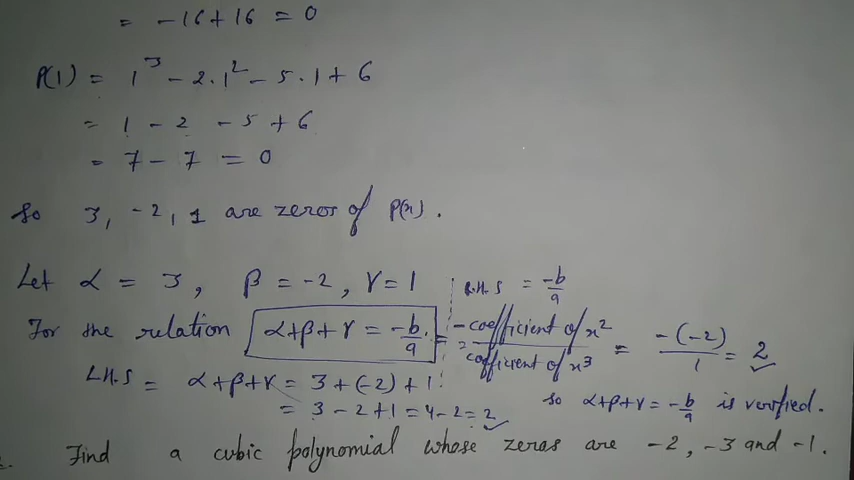 = -16+16 = 0
P(1) = 1³ - 2.1² - 5.1 + 6
= 1 - 2 - 5 + 6
= 7 - 7 = 0
So 3, -2, 1 are zeros of P(x).
Let α = 3, β = -2, γ = 1
R.H.S = -b/a
For the relation α+β+γ = -b/a = -coefficient of x²/cofficient of x³ = -(-2)/1 = 2 ✓
L.H.S = α+β+γ = 3 + (-2) + 1
= 3 - 2 + 1 = 4 - 2 = 2 ✓
so α+β+γ = -b/a is verified.
Find a cubic polynomial whose zeros are -2, -3 and -1.